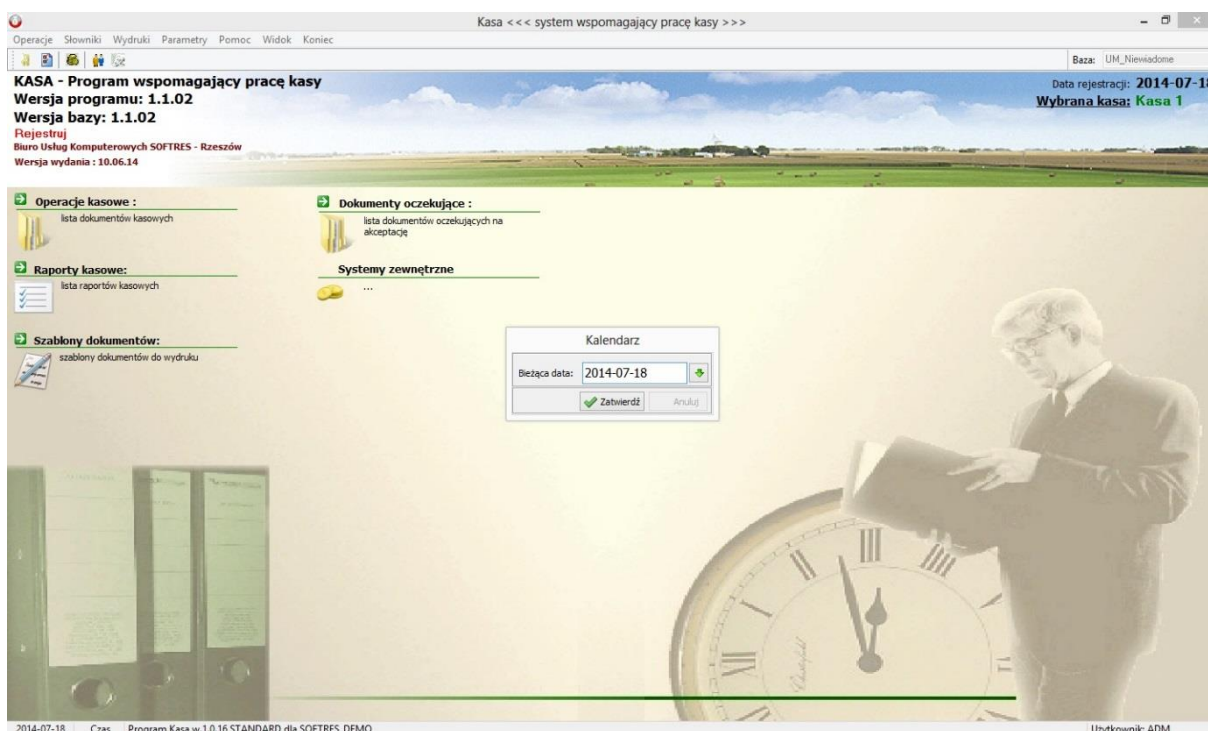 Kasa <<< system wspomagający pracę kasy >>>
Operacje Słowniki Wydruki Parametry Pomoc Widok Koniec
Baza: UM_Niewiadome
KASA - Program wspomagający pracę kasy
Wersja programu: 1.1.02
Wersja bazy: 1.1.02
Rejestruj
Biuro Usług Komputerowych SOFTRES - Rzeszów
Wersja wydania : 10.06.14
Data rejestracji: 2014-07-18
Wybrana kasa: Kasa 1
Operacje kasowe :
lista dokumentów kasowych
Raporty kasowe:
lista raportów kasowych
Szablony dokumentów:
szablony dokumentów do wydruku
Dokumenty oczekujące :
lista dokumentów oczekujących na
akceptację
Systemy zewnętrzne
...
Kalendarz
Bieżąca data: 2014-07-18
Zatwierdź Anuluj
2014-07-18 Czas Program Kasa w.1.0.16 STANDARD dla SOFTRES_DEMO Użytkownik: ADM